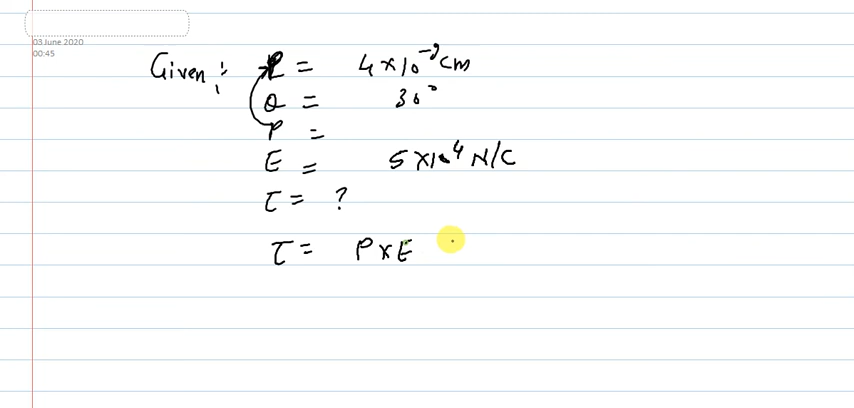 03 June 2020
00:45
Given : P = 4×10⁻⁹ cm
θ = 30°
P =
E = 5×10⁴ N/C
τ = ?
τ = P×E